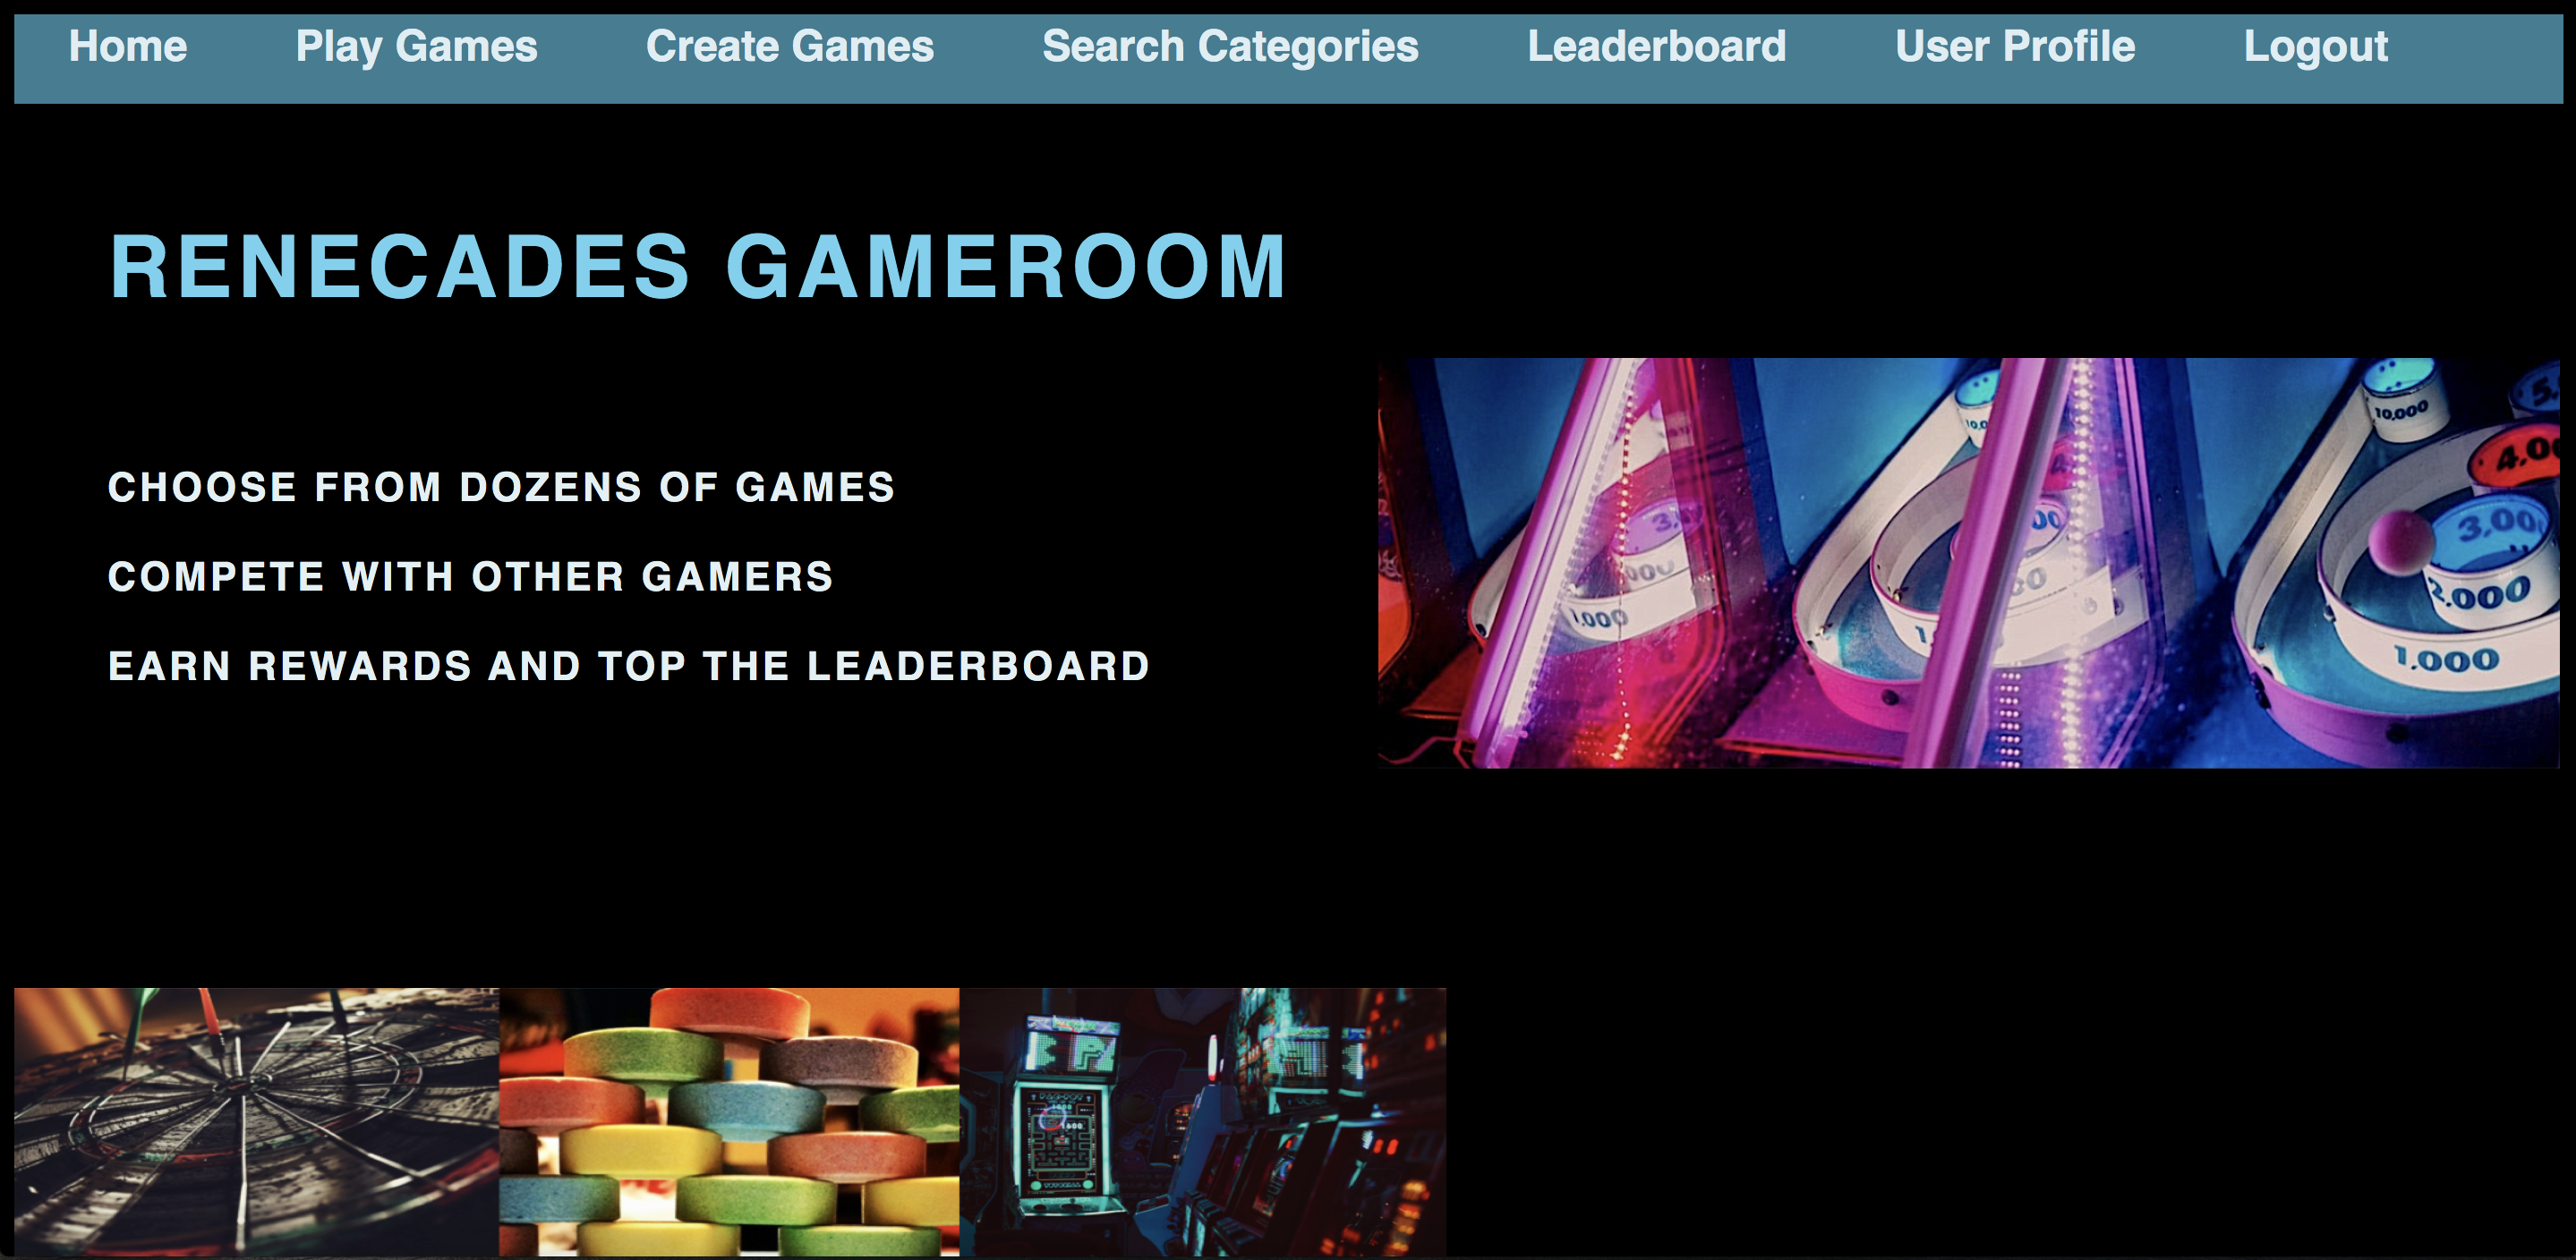 Home Play Games Create Games Search Categories Leaderboard User Profile Logout
RENECADES GAMEROOM
CHOOSE FROM DOZENS OF GAMES
COMPETE WITH OTHER GAMERS
EARN REWARDS AND TOP THE LEADERBOARD
10,000
3,00
2,000
1,000
1,000